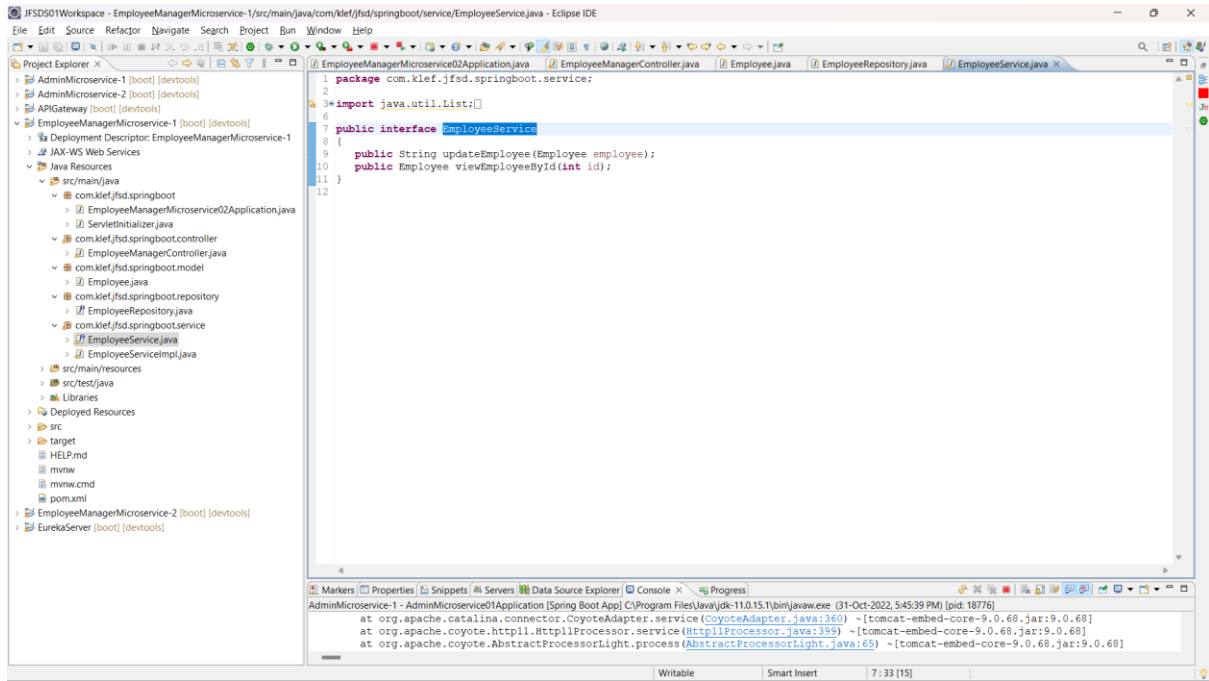 JFSDS01Workspace - EmployeeManagerMicroservice-1/src/main/java/com/klef/jfsd/springboot/service/EmployeeService.java - Eclipse IDE
File Edit Source Refactor Navigate Search Project Run Window Help
Project Explorer
EmployeeManagerMicroservice02Application.java EmployeeManagerController.java Employee.java EmployeeRepository.java EmployeeService.java
AdminMicroservice-1 [boot] [devtools]
AdminMicroservice-2 [boot] [devtools]
APIGateway [boot] [devtools]
EmployeeManagerMicroservice-1 [boot] [devtools]
Deployment Descriptor: EmployeeManagerMicroservice-1
JAX-WS Web Services
Java Resources
src/main/java
com.klef.jfsd.springboot
EmployeeManagerMicroservice02Application.java
ServletInitializer.java
com.klef.jfsd.springboot.controller
EmployeeManagerController.java
com.klef.jfsd.springboot.model
Employee.java
com.klef.jfsd.springboot.repository
EmployeeRepository.java
com.klef.jfsd.springboot.service
EmployeeService.java
EmployeeServiceImpl.java
src/main/resources
src/test/java
Libraries
Deployed Resources
src
target
HELP.md
mvnw
mvnw.cmd
pom.xml
EmployeeManagerMicroservice-2 [boot] [devtools]
EurekaServer [boot] [devtools]
1 package com.klef.jfsd.springboot.service;
2
3 import java.util.List;
6
7 public interface EmployeeService
8 {
9 public String updateEmployee(Employee employee);
10 public Employee viewEmployeeById(int id);
11 }
12
Markers Properties Snippets Servers Data Source Explorer Console Progress
AdminMicroservice-1 - AdminMicroservice01Application [Spring Boot App] C:\Program Files\Java\jdk-11.0.15.1\bin\javaw.exe (31-Oct-2022, 5:45:39 PM) [pid: 18776]
at org.apache.catalina.connector.CoyoteAdapter.service(CoyoteAdapter.java:360) ~[tomcat-embed-core-9.0.68.jar:9.0.68]
at org.apache.coyote.http11.Http11Processor.service(Http11Processor.java:399) ~[tomcat-embed-core-9.0.68.jar:9.0.68]
at org.apache.coyote.AbstractProcessorLight.process(AbstractProcessorLight.java:65) ~[tomcat-embed-core-9.0.68.jar:9.0.68]
Writable Smart Insert 7 : 33 [15]